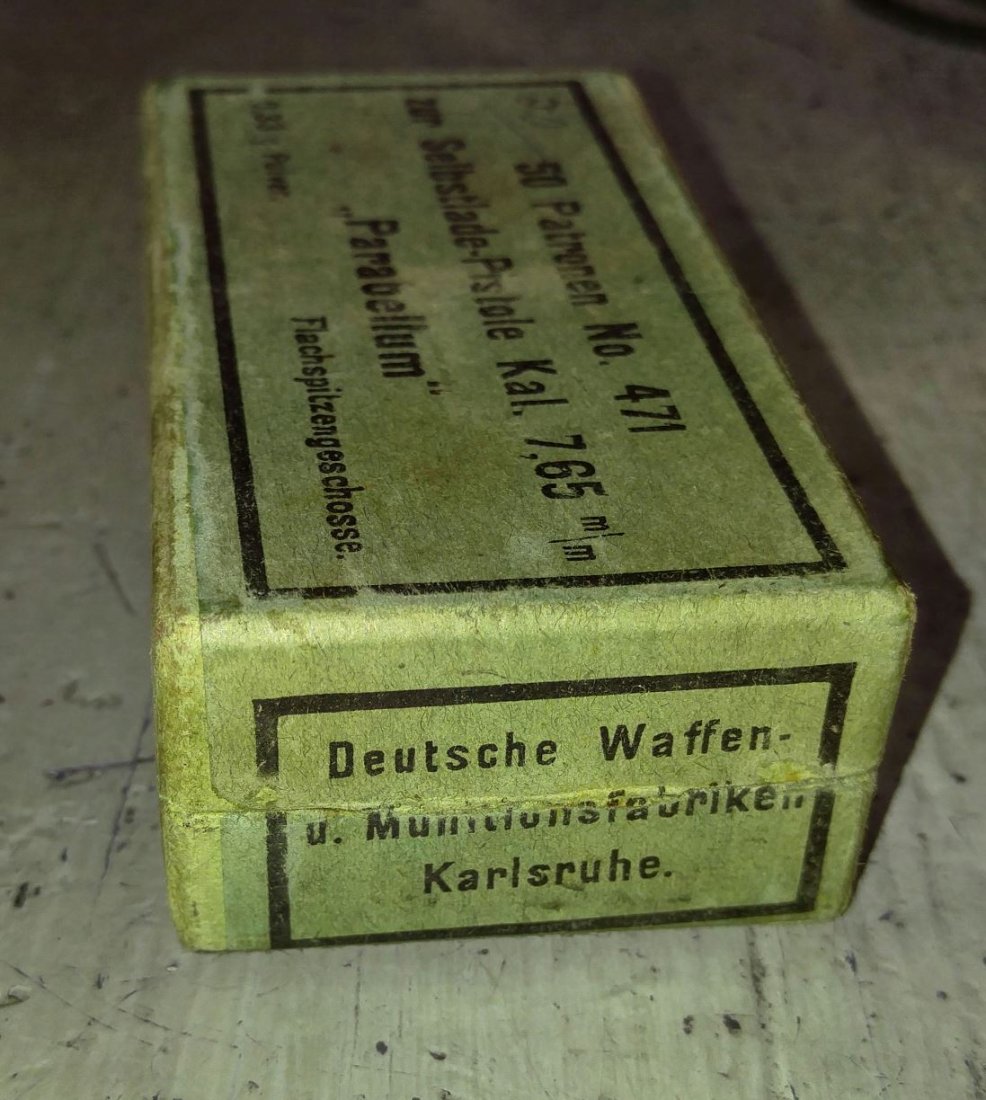 50 Patronen No. 471
zur Selbstlade-Pistole Kal. 7,65 m/m
„Parabellum“
Flachspitzengeschosse.
Deutsche Waffen-
u. Munitionsfabriken
Karlsruhe.